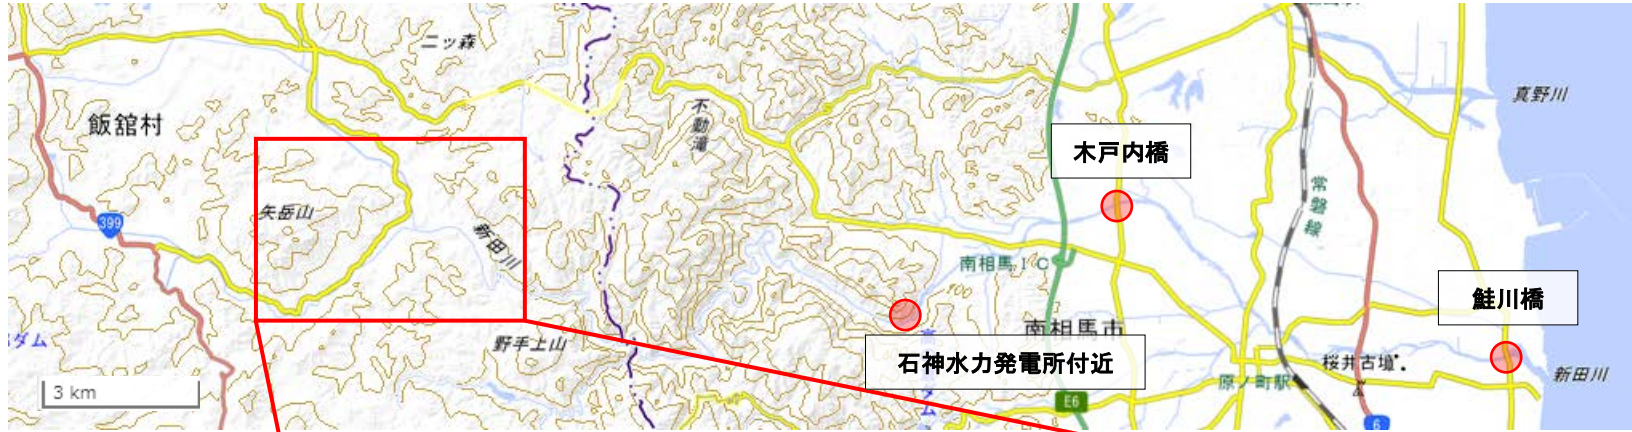 二ッ森
真野川
飯舘村
不動滝
木戸内橋
矢岳山
399
新田川
常磐線
南相馬IC
鮭川橋
南相馬市
野手上山
ダム
石神水力発電所付近
桜井古墳
新田川
3 km
原ノ町駅
ダム
E6
6